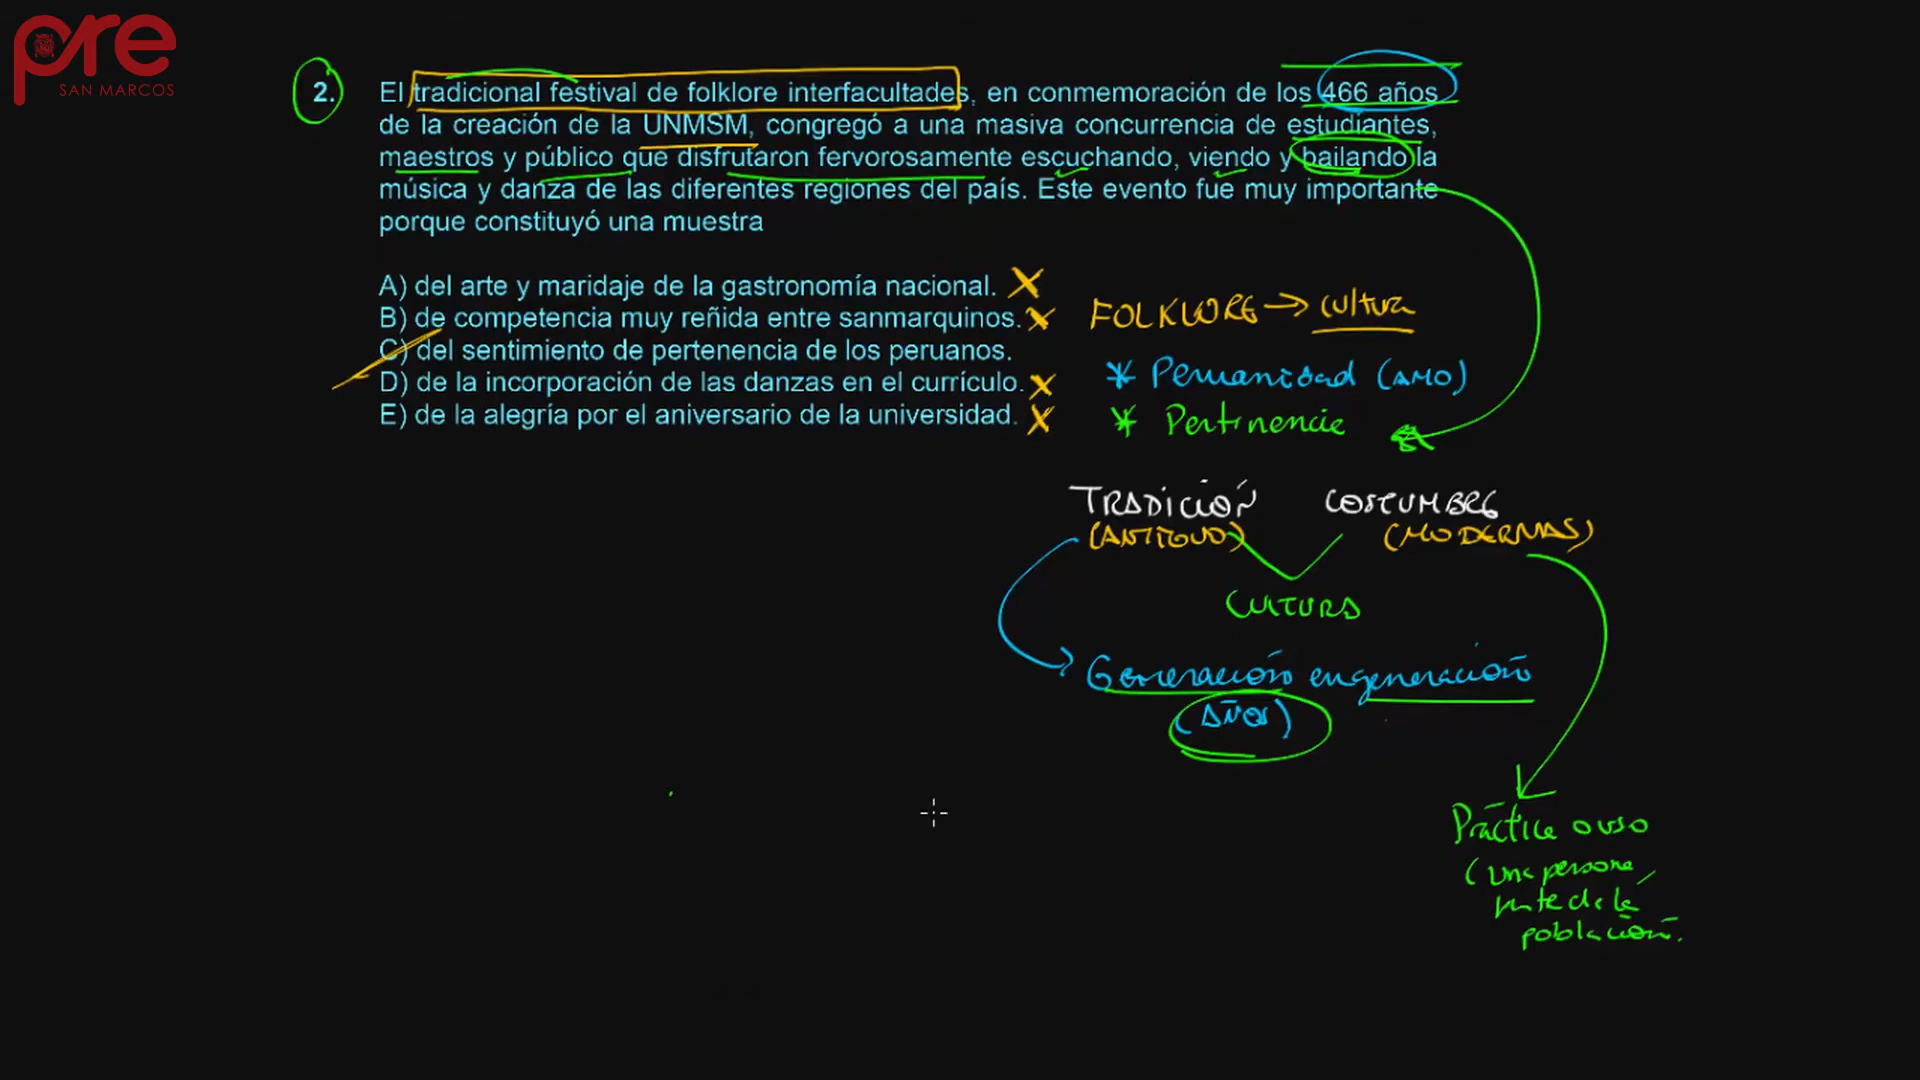 pre
SAN MARCOS
2. El tradicional festival de folklore interfacultades, en conmemoración de los 466 años
de la creación de la UNMSM, congregó a una masiva concurrencia de estudiantes,
maestros y público que disfrutaron fervorosamente escuchando, viendo y bailando la
música y danza de las diferentes regiones del país. Este evento fue muy importante
porque constituyó una muestra
A) del arte y maridaje de la gastronomía nacional.
B) de competencia muy reñida entre sanmarquinos.
C) del sentimiento de pertenencia de los peruanos.
D) de la incorporación de las danzas en el currículo.
E) de la alegría por el aniversario de la universidad.
FOLKLORE → cultura
* Peruanidad (AMO)
* Pertinencia
TRADICIÓN COSTUMBRE
(ANTIGUO) (MODERNAS)
CULTURA
Generación en generación
(AÑOS)
Práctica o uso
(una persona,
parte de la
población.